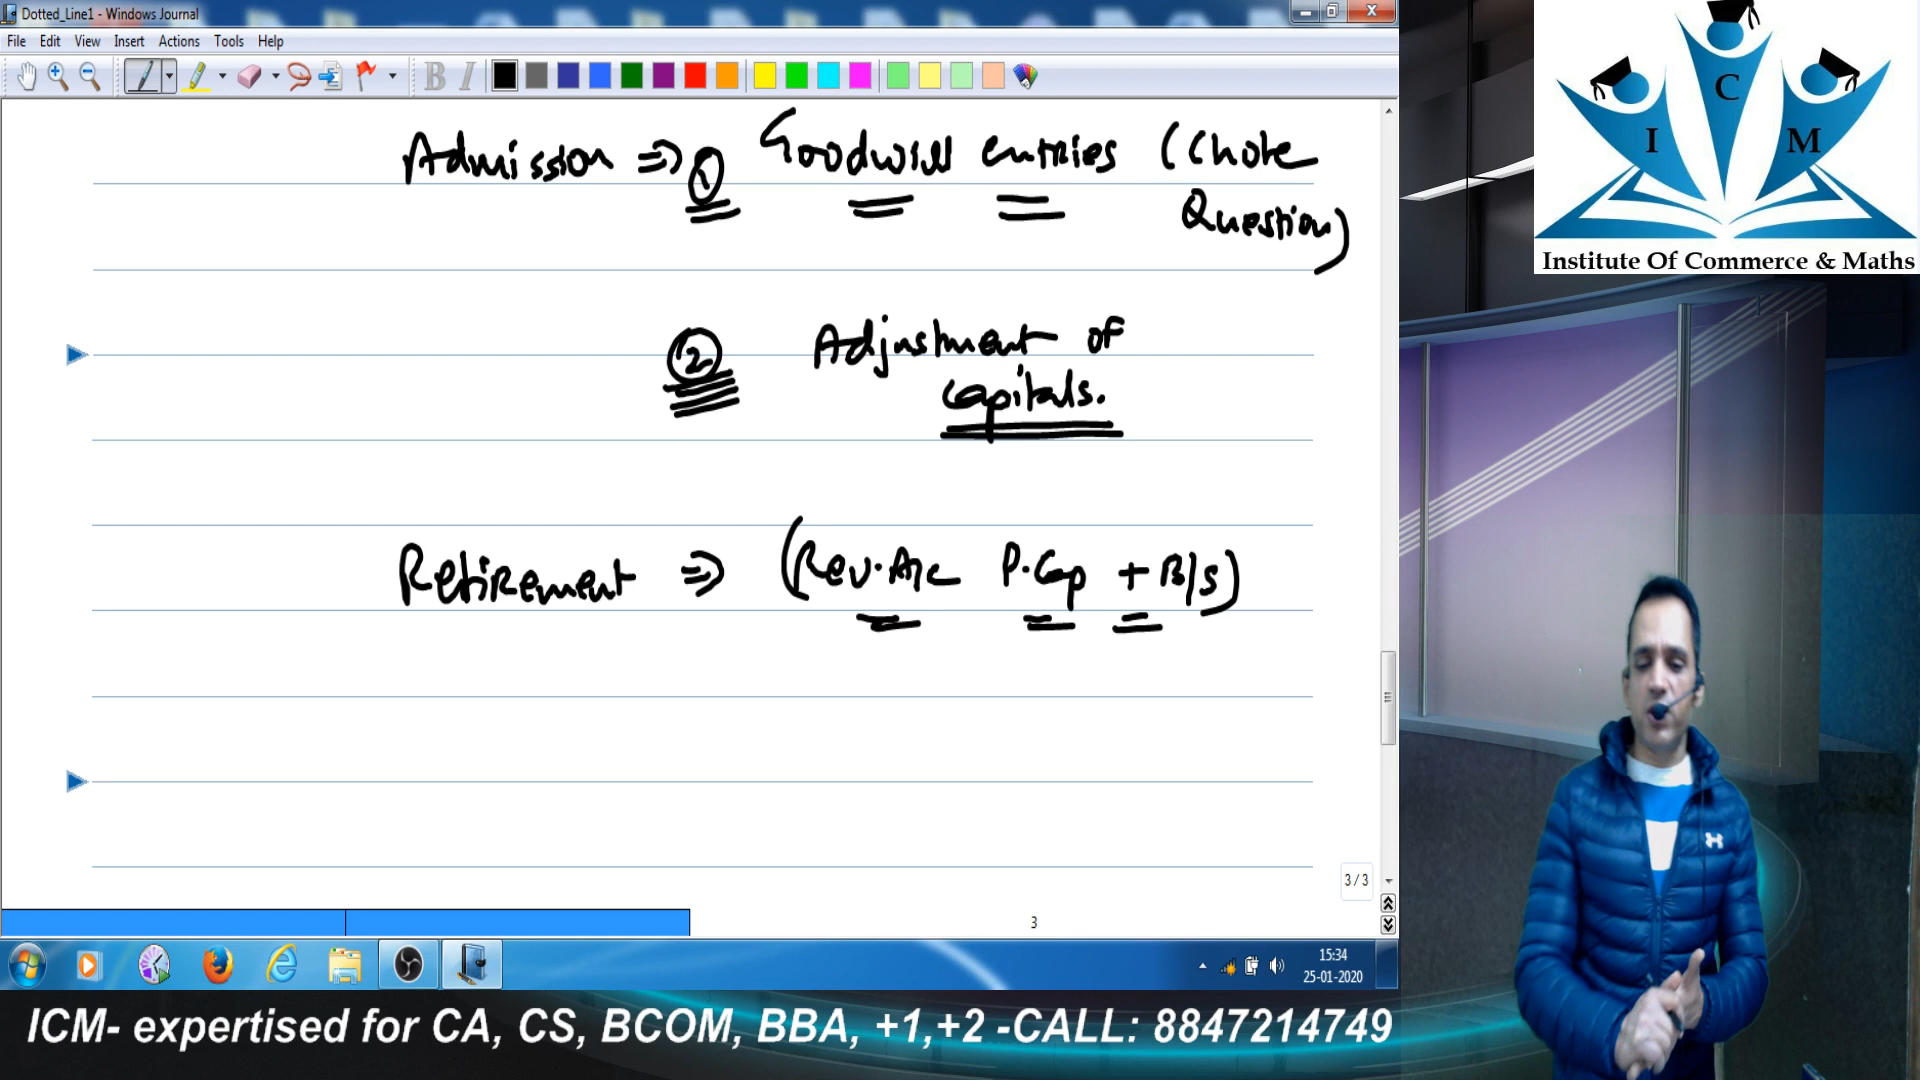 Dotted_Line1 - Windows Journal
File Edit View Insert Actions Tools Help
B I
Admission ⇒ ① Goodwill entries (Chote
Question)
② Adjustment of
capitals.
Retirement ⇒ (Rev. A/c P. Cap + B/s)
3 / 3
3
15:34
25-01-2020
I C M
Institute Of Commerce & Maths
ICM- expertised for CA, CS, BCOM, BBA, +1,+2 -CALL: 8847214749